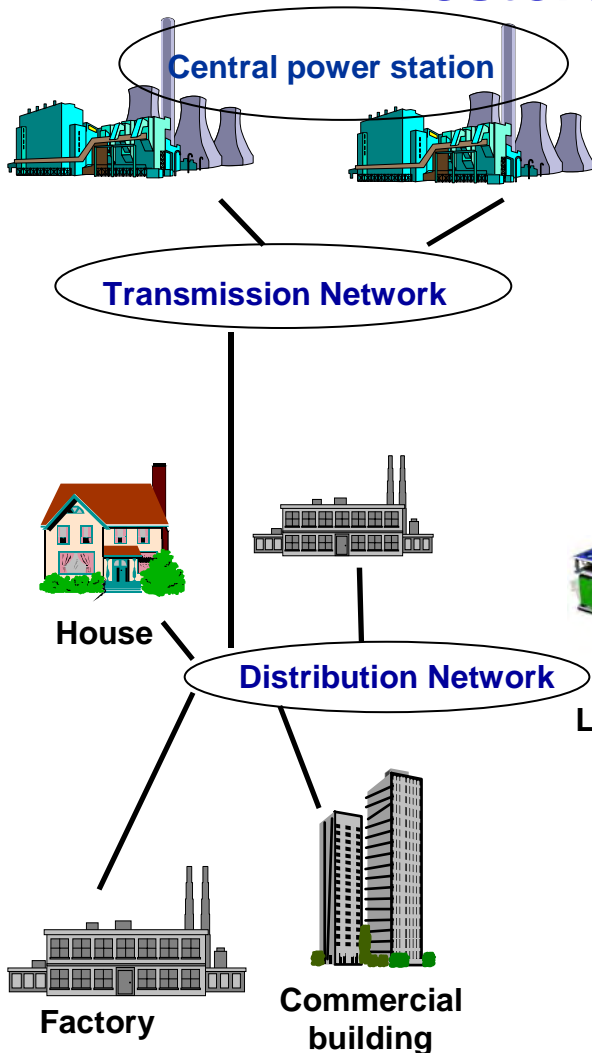 Central power station
Transmission Network
House
Distribution Network
L
Factory
Commercial
building